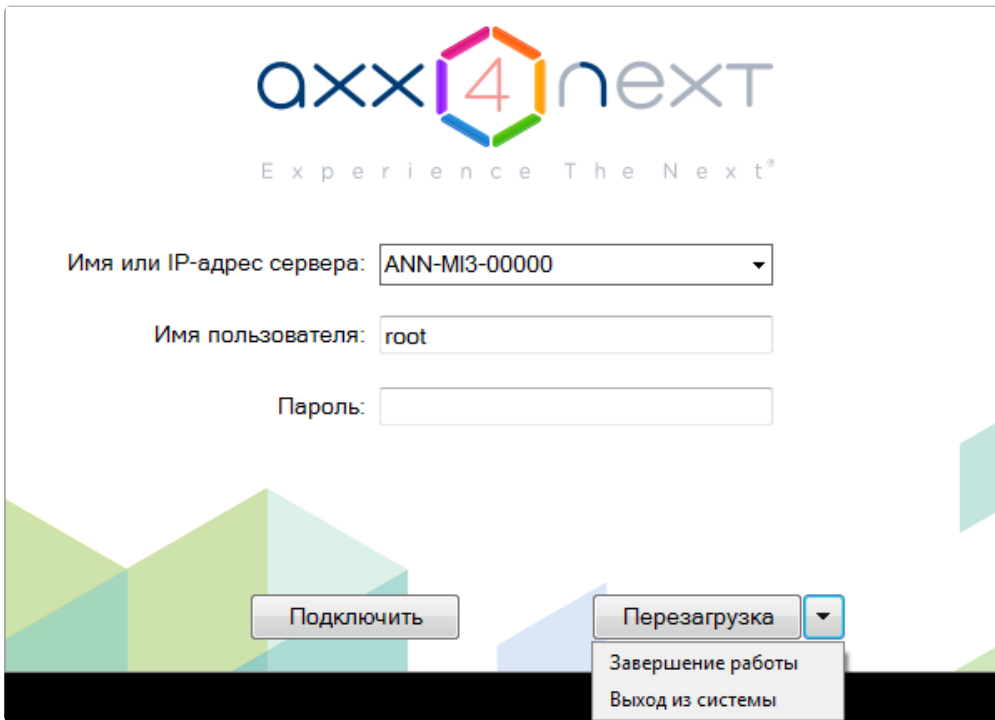 axx4next
Experience The Next®
Имя или IP-адрес сервера: ANN-MI3-00000
Имя пользователя: root
Пароль:
Подключить Перезагрузка
Завершение работы
Выход из системы